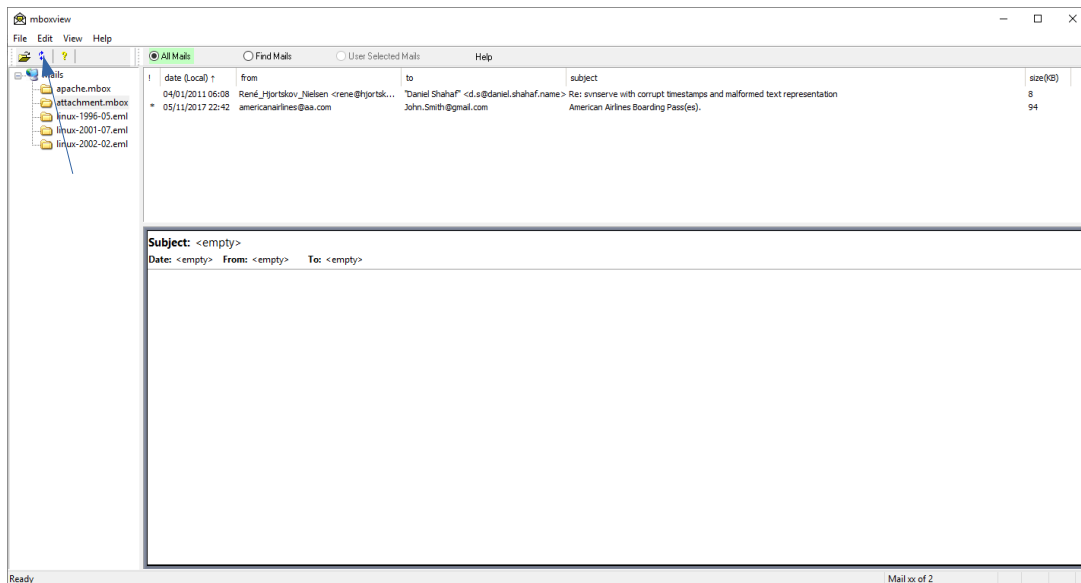 mboxview
File Edit View Help
?
All Mails Find Mails User Selected Mails Help
Mails
apache.mbox
attachment.mbox
linux-1996-05.eml
linux-2001-07.eml
linux-2002-02.eml
! date (Local) ↑ from to subject size(KB)
04/01/2011 06:08 René_Hjortskov_Nielsen <rene@hjortsk... "Daniel Shahaf" <d.s@daniel.shahaf.name> Re: svnserve with corrupt timestamps and malformed text representation 8
* 05/11/2017 22:42 americanairlines@aa.com John.Smith@gmail.com American Airlines Boarding Pass(es). 94
Subject: <empty>
Date: <empty> From: <empty> To: <empty>
Ready Mail xx of 2